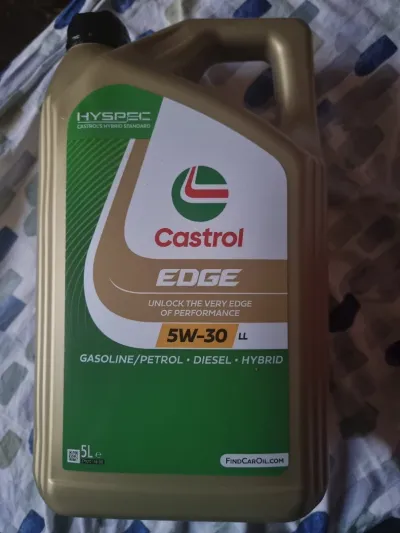 HYSPEC
CASTROL'S HYBRID STANDARD
Castrol
EDGE
UNLOCK THE VERY EDGE
OF PERFORMANCE
5W-30 LL
GASOLINE/PETROL • DIESEL • HYBRID
5L e
FINDCAROIL.COM